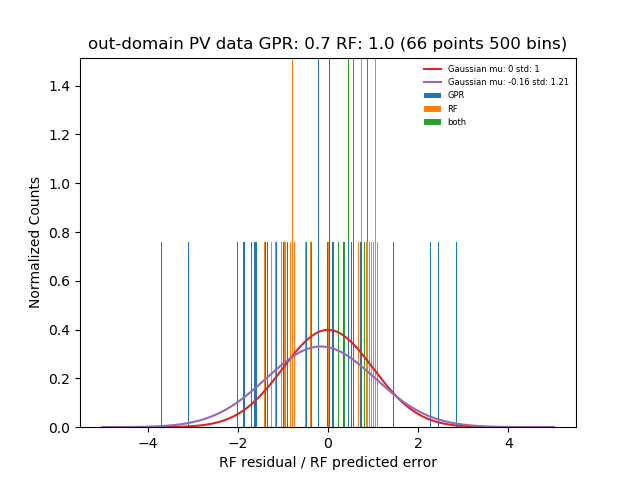 out-domain PV data GPR: 0.7 RF: 1.0 (66 points 500 bins)
Gaussian mu: 0 std: 1
Gaussian mu: -0.16 std: 1.21
GPR
RF
both
Normalized Counts
1.4
1.2
1.0
0.8
0.6
0.4
0.2
0.0
−4
−2
0
2
4
RF residual / RF predicted error